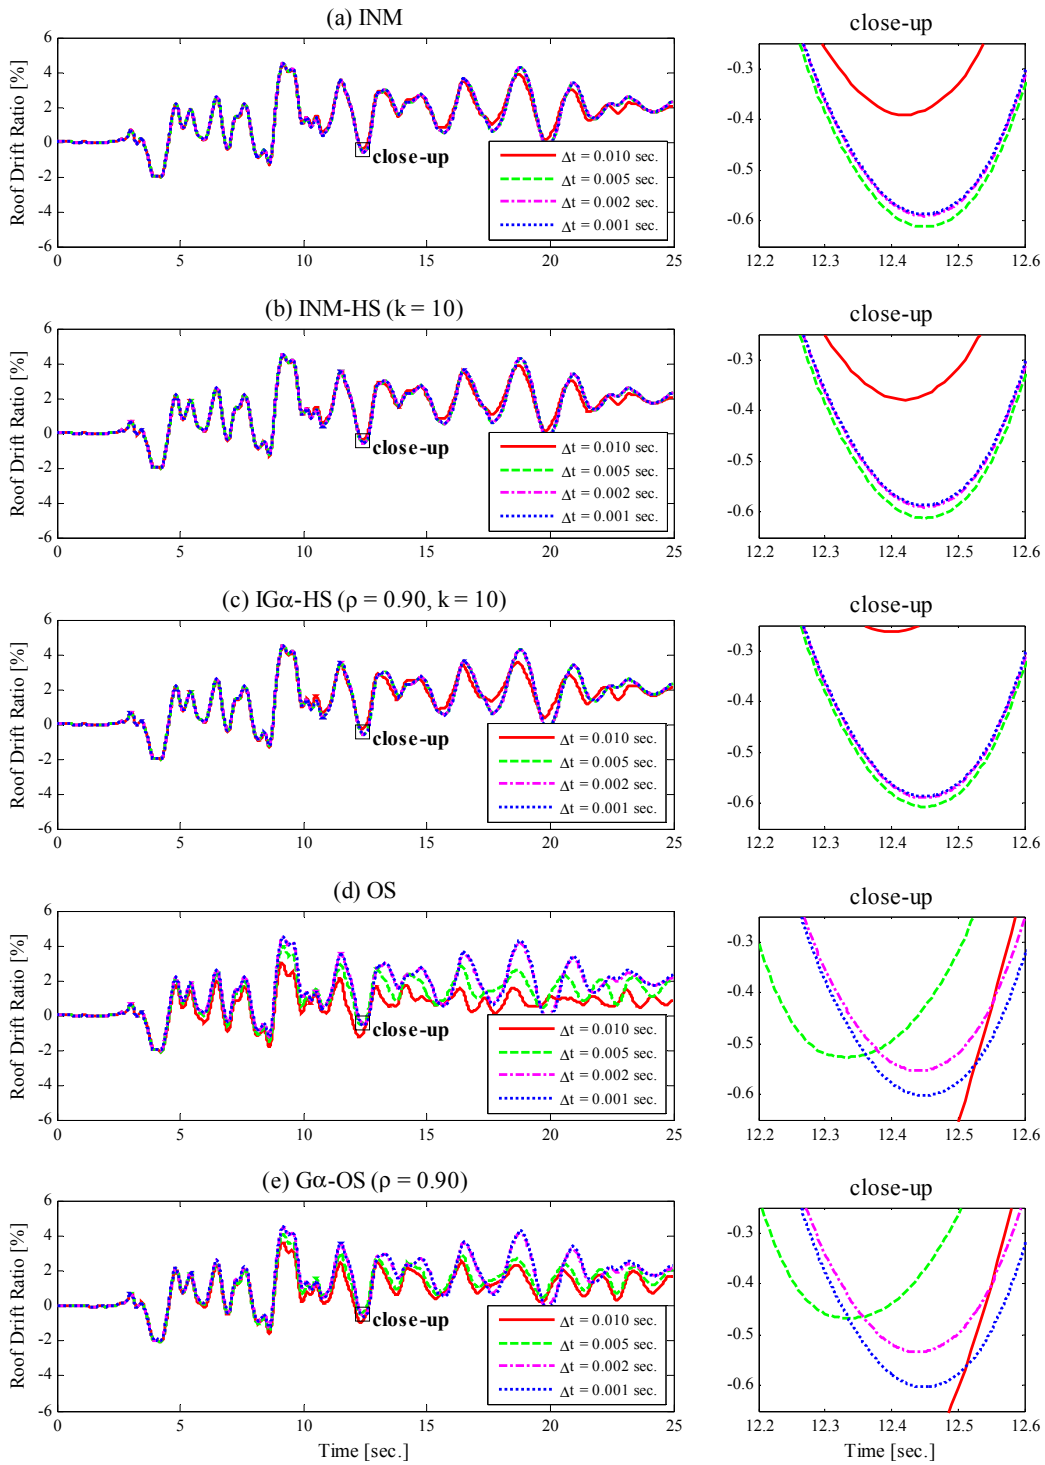 (a) INM
close-up
Roof Drift Ratio [%]
6
4
2
0
-2
-4
-6
close-up
Δt = 0.010 sec.
Δt = 0.005 sec.
Δt = 0.002 sec.
Δt = 0.001 sec.
0 5 10 15 20 25
-0.3
-0.4
-0.5
-0.6
12.2 12.3 12.4 12.5 12.6
(b) INM-HS (k = 10)
close-up
Roof Drift Ratio [%]
6
4
2
0
-2
-4
-6
close-up
Δt = 0.010 sec.
Δt = 0.005 sec.
Δt = 0.002 sec.
Δt = 0.001 sec.
0 5 10 15 20 25
-0.3
-0.4
-0.5
-0.6
12.2 12.3 12.4 12.5 12.6
(c) IGα-HS (ρ = 0.90, k = 10)
close-up
Roof Drift Ratio [%]
6
4
2
0
-2
-4
-6
close-up
Δt = 0.010 sec.
Δt = 0.005 sec.
Δt = 0.002 sec.
Δt = 0.001 sec.
0 5 10 15 20 25
-0.3
-0.4
-0.5
-0.6
12.2 12.3 12.4 12.5 12.6
(d) OS
close-up
Roof Drift Ratio [%]
6
4
2
0
-2
-4
-6
close-up
Δt = 0.010 sec.
Δt = 0.005 sec.
Δt = 0.002 sec.
Δt = 0.001 sec.
0 5 10 15 20 25
-0.3
-0.4
-0.5
-0.6
12.2 12.3 12.4 12.5 12.6
(e) Gα-OS (ρ = 0.90)
close-up
Roof Drift Ratio [%]
6
4
2
0
-2
-4
-6
close-up
Δt = 0.010 sec.
Δt = 0.005 sec.
Δt = 0.002 sec.
Δt = 0.001 sec.
0 5 10 15 20 25
Time [sec.]
-0.3
-0.4
-0.5
-0.6
12.2 12.3 12.4 12.5 12.6
Time [sec.]